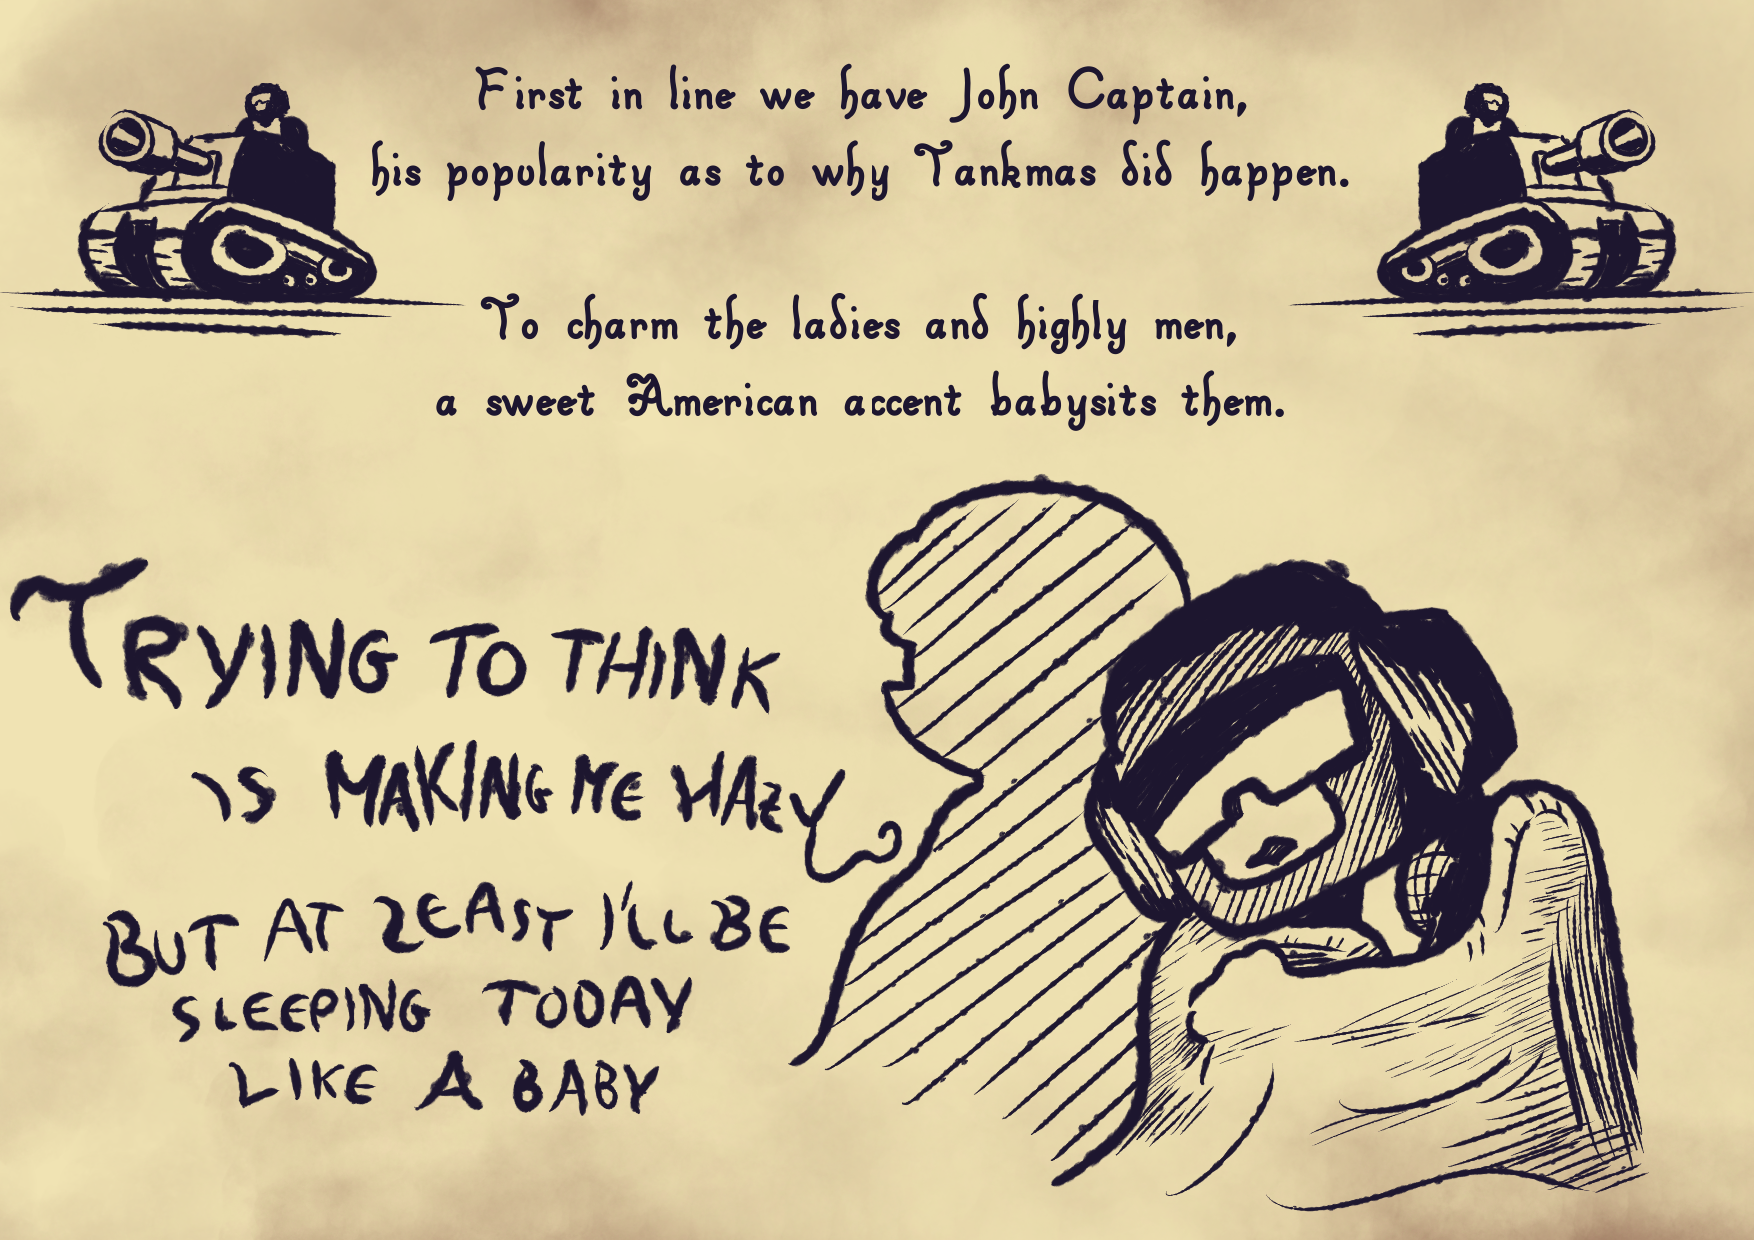 First in line we have John Captain,
his popularity as to why Tankmas did happen.
To charm the ladies and highly men,
a sweet American accent babysits them.
TRYING TO THINK
IS MAKING ME HAZY
BUT AT LEAST I'LL BE
SLEEPING TODAY
LIKE A BABY